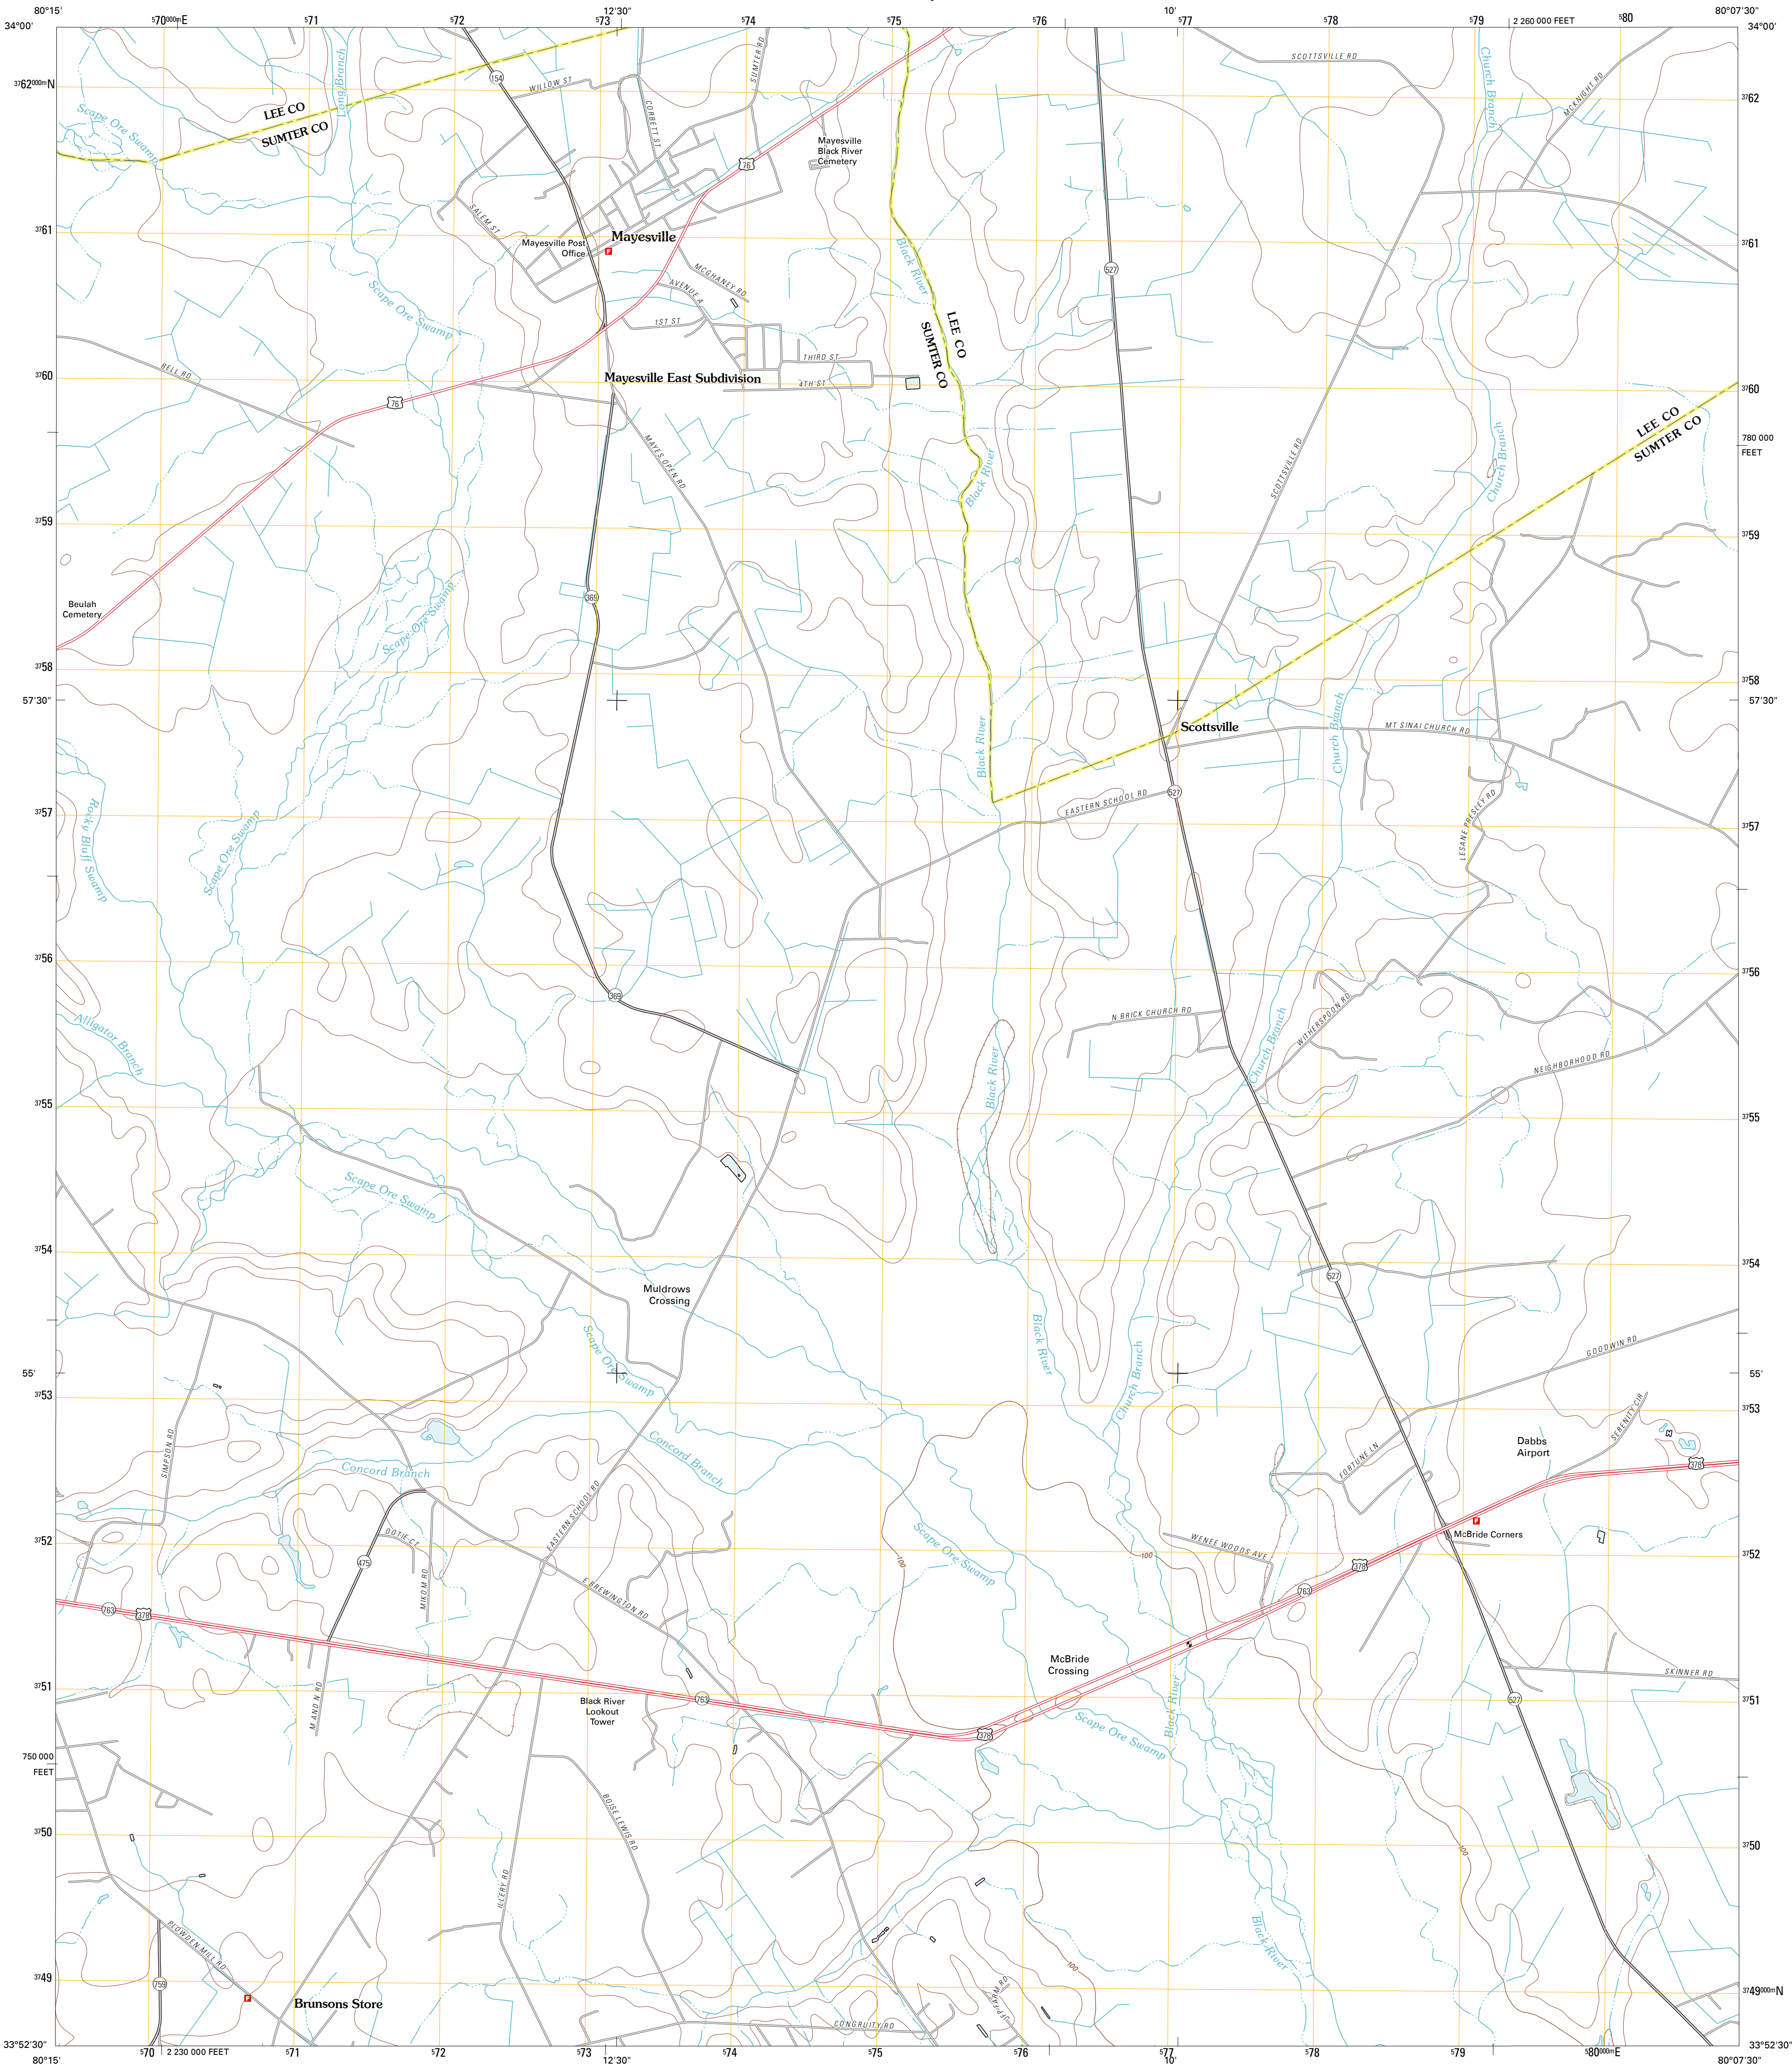 80°15'
⁵70⁰⁰⁰ᵐE
⁵71
⁵72
⁵73
12'30"
⁵74
⁵75
⁵76
10'
⁵77
⁵78
⁵79
2 260 000 FEET
⁵80
80°07'30"
34°00'
34°00'
³⁷62⁰⁰⁰ᵐN
³⁷62
Scape Ore Swamp
LEE CO
SUMTER CO
Long Branch
154
WILLOW ST
CORBETT ST
SUMTER RD
76
Mayesville
Black River
Cemetery
SCOTTSVILLE RD
Church Branch
MCKNIGHT RD
³⁷61
³⁷61
SALEM ST
Mayesville Post
Office
Mayesville
F
MCGHANEY RD
AVENUE A
1ST ST
Black River
527
Scape Ore Swamp
LEE CO
SUMTER CO
THIRD ST
4TH ST
Mayesville East Subdivision
³⁷60
³⁷60
BELL RD
76
LEE CO
SUMTER CO
780 000
FEET
MAYES OPEN RD
Black River
SCOTTSVILLE RD
Church Branch
³⁷59
³⁷59
Beulah
Cemetery
369
Scape Ore Swamp
³⁷58
³⁷58
57'30"
57'30"
Black River
Scottsville
Church Branch
MT SINAI CHURCH RD
³⁷57
³⁷57
Rocky Bluff Swamp
Scape Ore Swamp
EASTERN SCHOOL RD
527
LESANE PRESLEY RD
³⁷56
³⁷56
369
Alligator Branch
N BRICK CHURCH RD
Church Branch
WITHERSPOON RD
NEIGHBORHOOD RD
Black River
³⁷55
³⁷55
Scape Ore Swamp
³⁷54
³⁷54
527
Muldrows
Crossing
Scape Ore Swamp
Black River
Church Branch
GOODWIN RD
55'
55'
³⁷53
³⁷53
SIMPSON RD
Concord Branch
Concord Branch
EASTERN SCHOOL RD
FORTUNE LN
Dabbs
Airport
SERENITY CIR
378
F
McBride Corners
³⁷52
³⁷52
OOTIE CT
475
MIKOM RD
E BREWINGTON RD
Scape Ore Swamp
100
100
WENEE WOODS AVE
378
763
763
378
³⁷51
³⁷51
M AND N RD
Black River
Lookout
Tower
763
McBride
Crossing
378
Scape Ore Swamp
Black River
527
SKINNER RD
750 000
FEET
BOISE LEWIS RD
³⁷50
³⁷50
100
ILLERY RD
PLOWDEN MILL RD
Black River
³⁷49
³⁷49⁰⁰⁰ᵐN
759
F
Brunsons Store
100
CONGRUITY RD
33°52'30"
33°52'30"
80°15'
⁵70
2 230 000 FEET
⁵71
⁵72
⁵73
12'30"
⁵74
⁵75
⁵76
⁵77
10'
⁵78
⁵79
⁵80⁰⁰⁰ᵐE
80°07'30"